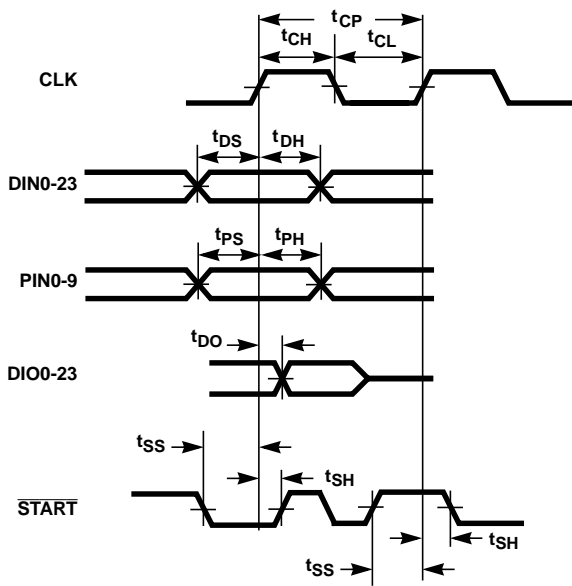 tCP
tCH
tCL
CLK
tDS
tDH
DIN0-23
tPS
tPH
PIN0-9
tDO
DIO0-23
tSS
tSH
START
tSS
tSH